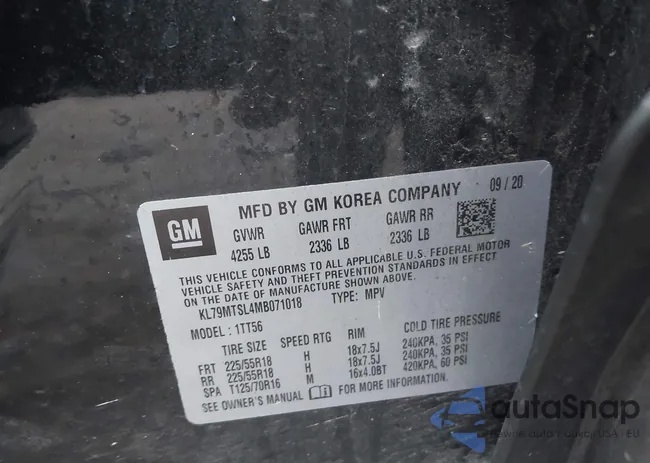 GM
MFD BY GM KOREA COMPANY 09/20
GVWR GAWR FRT GAWR RR
4255 LB 2336 LB 2336 LB
THIS VEHICLE CONFORMS TO ALL APPLICABLE U.S. FEDERAL MOTOR
VEHICLE SAFETY AND THEFT PREVENTION STANDARDS IN EFFECT
ON THE DATE OF MANUFACTURE SHOWN ABOVE.
KL79MTSL4MB071018 TYPE: MPV
MODEL: 1TT56
TIRE SIZE SPEED RTG RIM COLD TIRE PRESSURE
FRT 225/55R18 H 18x7.5J 240KPA, 35 PSI
RR 225/55R18 H 18x7.5J 240KPA, 35 PSI
SPA T125/70R16 M 16x4.0BT 420KPA, 60 PSI
SEE OWNER'S MANUAL FOR MORE INFORMATION.
autaSnap